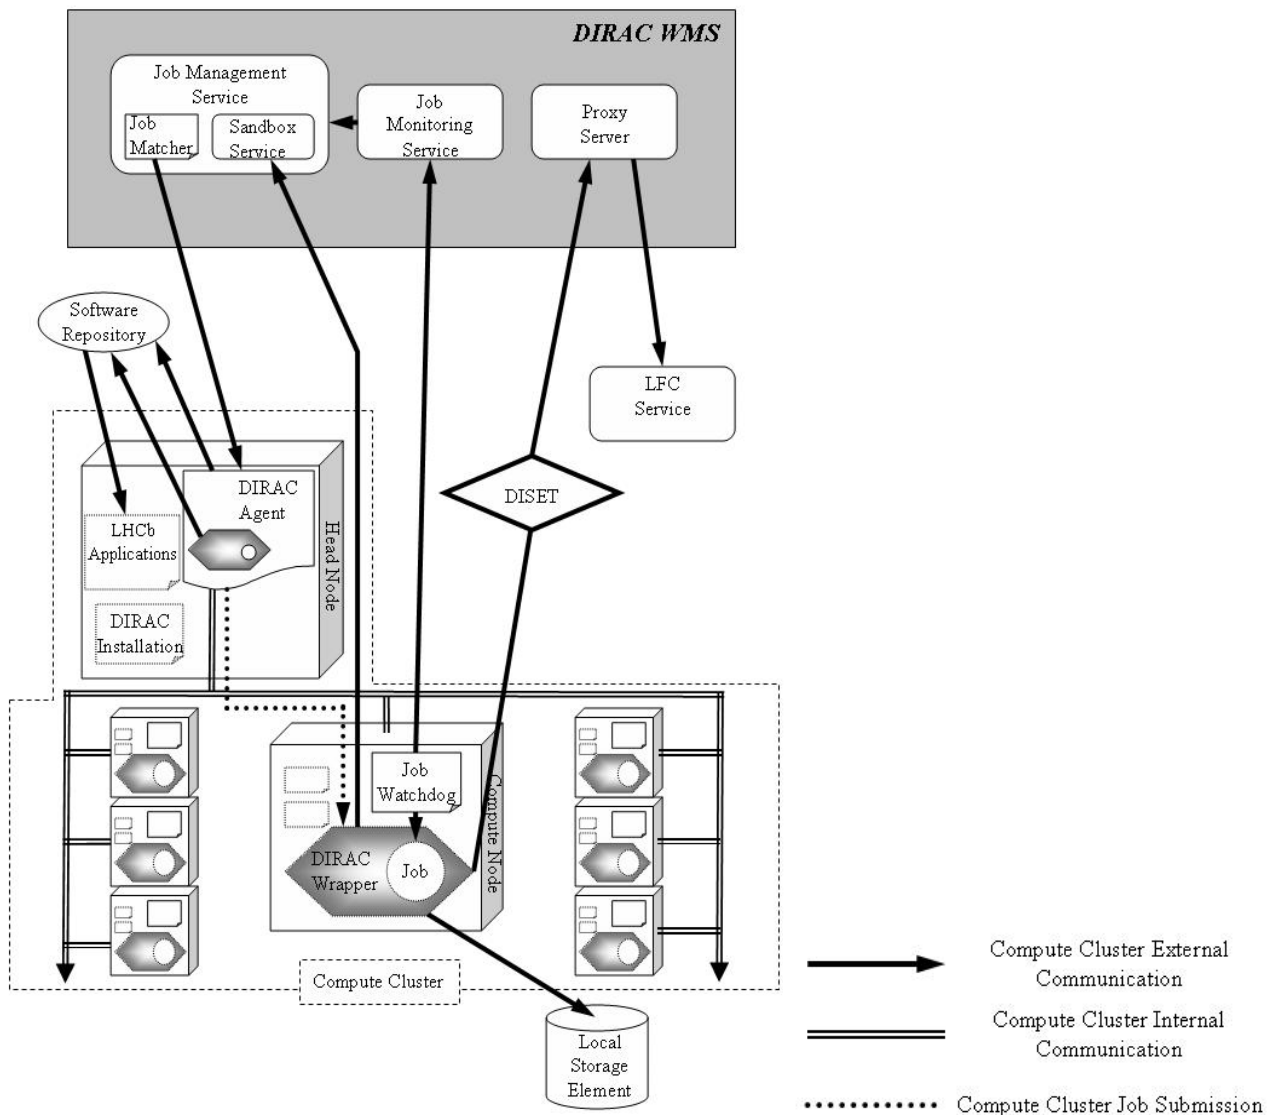 DIRAC WMS
Job Management
Service
Job
Matcher
Sandbox
Service
Job
Monitoring
Service
Proxy
Server
Software
Repository
LFC
Service
DIRAC
Agent
DISET
LHCb
Applications
Head Node
DIRAC
Installation
Job
Watchdog
Compute Node
DIRAC
Wrapper
Job
Compute Cluster
Local
Storage
Element
Compute Cluster External
Communication
Compute Cluster Internal
Communication
Compute Cluster Job Submission